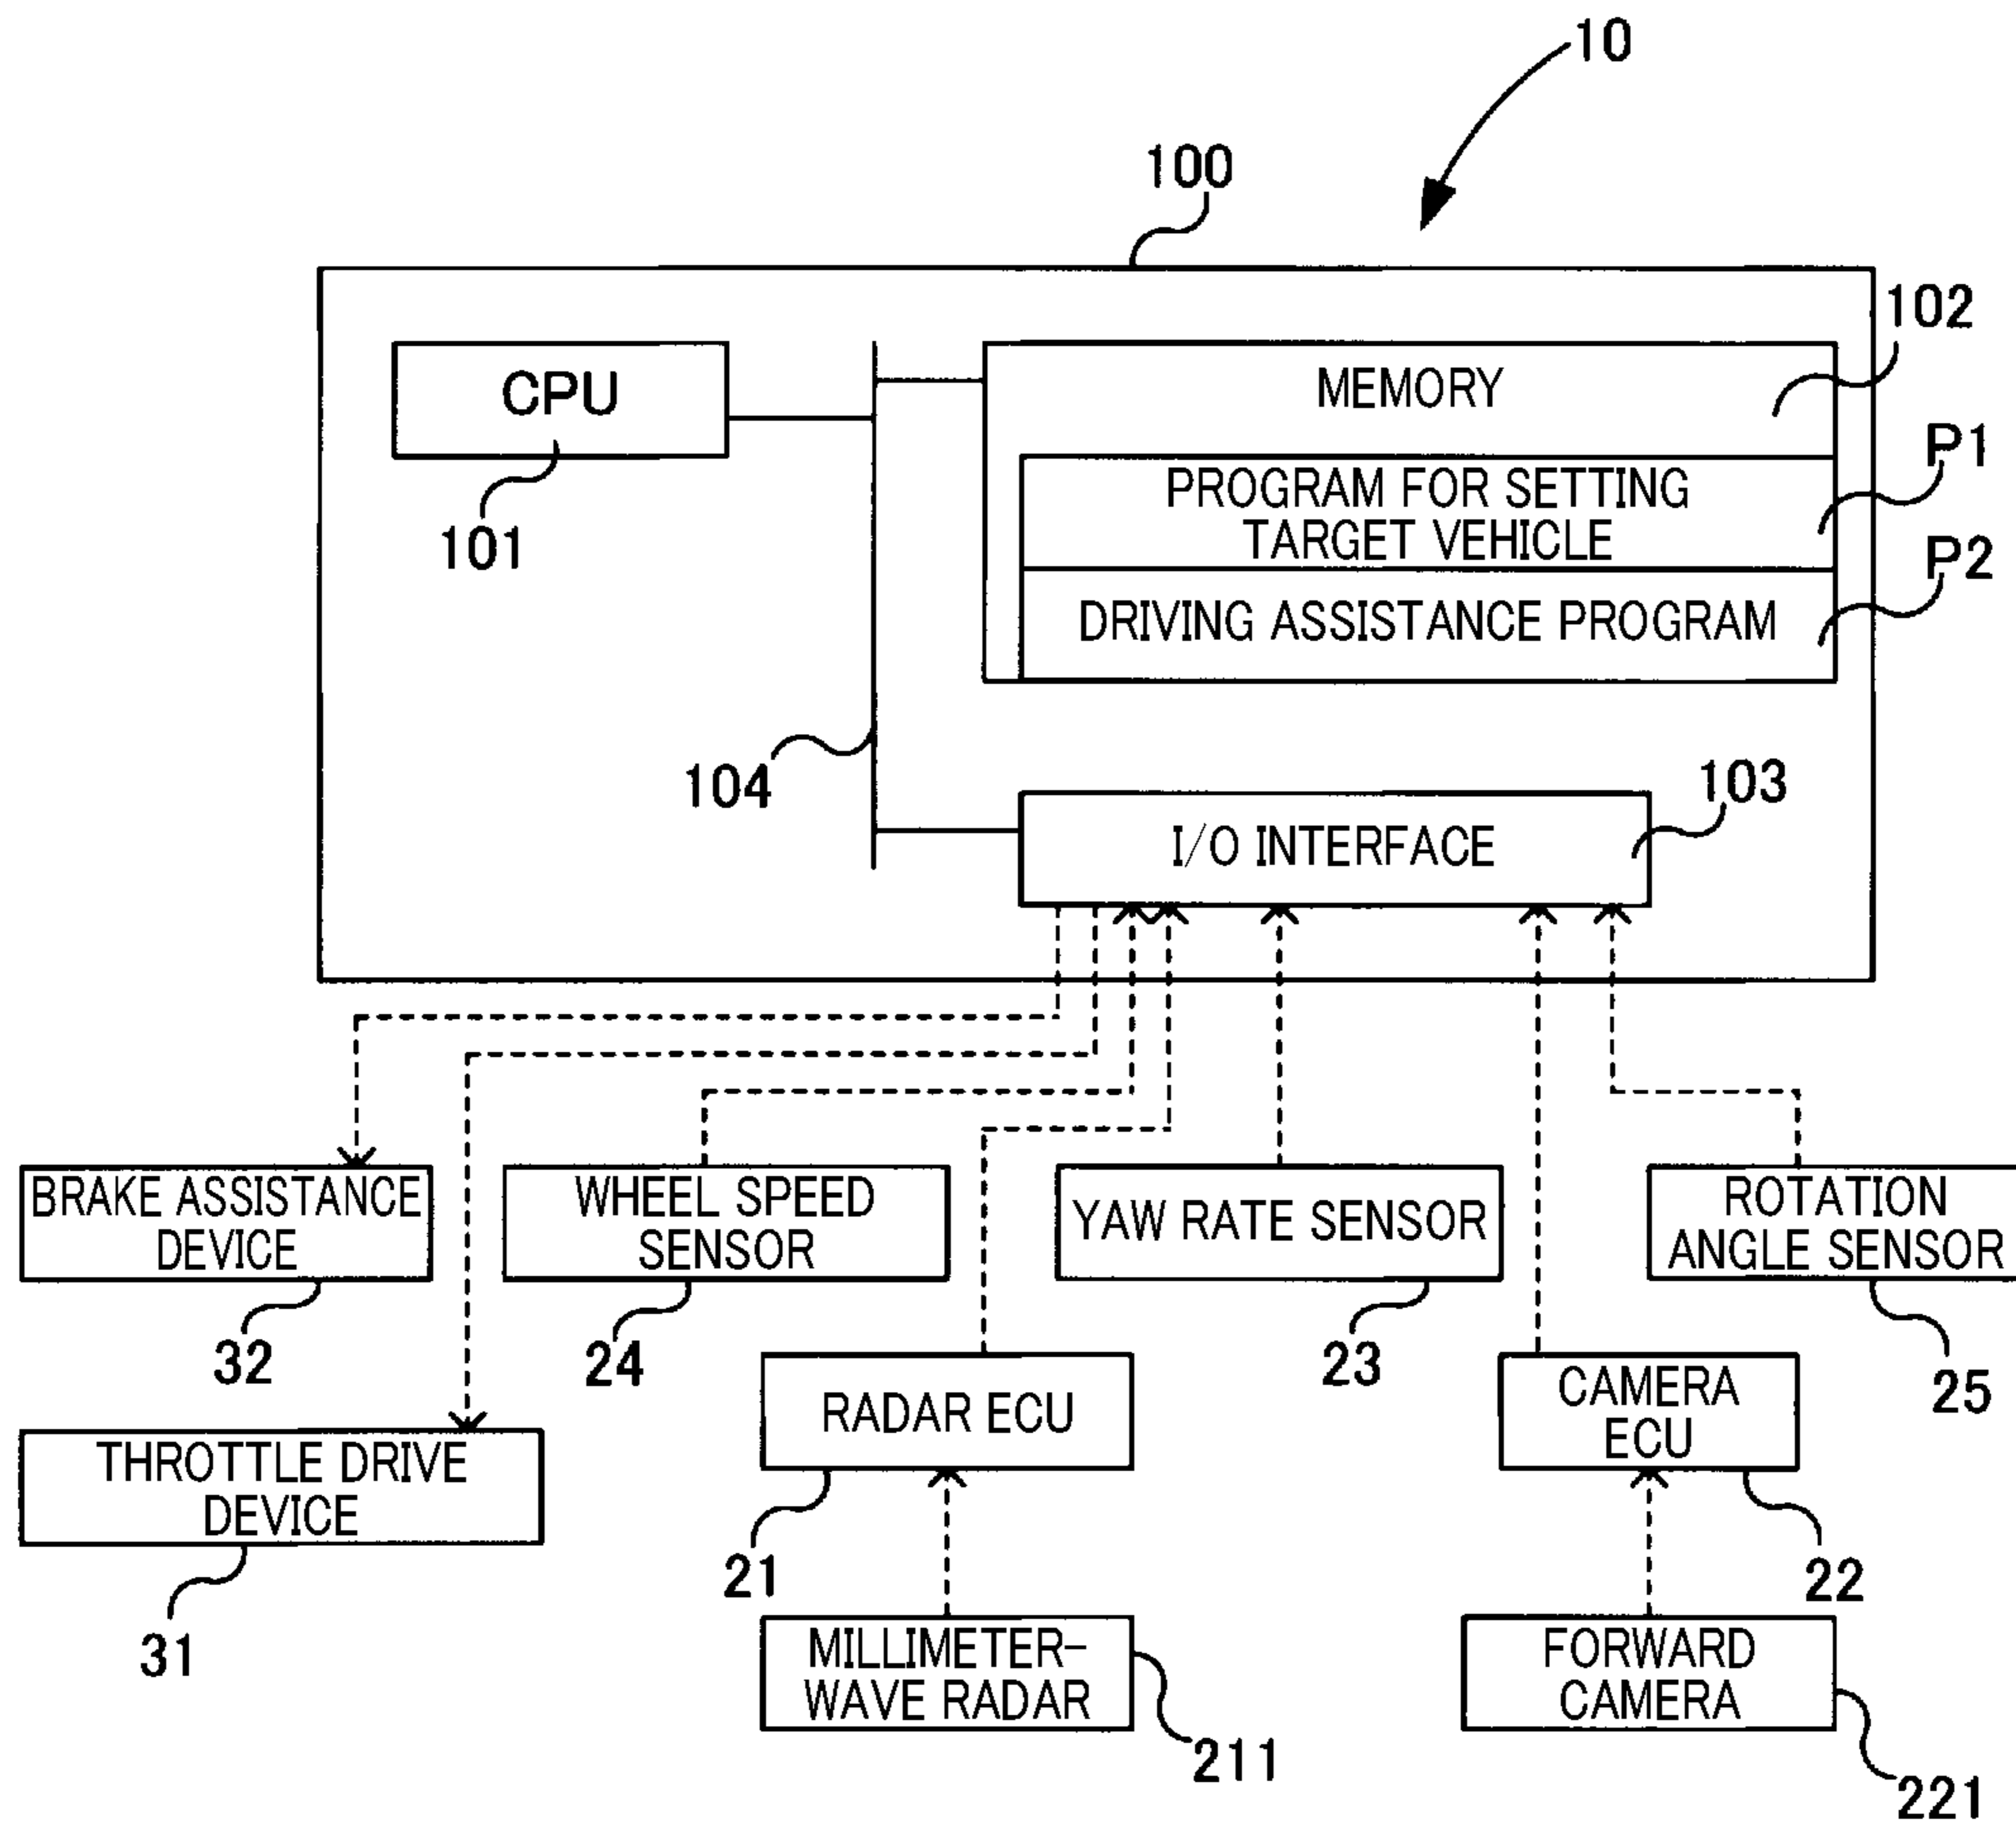 10
100
102
CPU
MEMORY
101
P1
PROGRAM FOR SETTING
TARGET VEHICLE
P2
DRIVING ASSISTANCE PROGRAM
104
103
I/O INTERFACE
BRAKE ASSISTANCE
DEVICE
32
WHEEL SPEED
SENSOR
24
YAW RATE SENSOR
23
ROTATION
ANGLE SENSOR
25
THROTTLE DRIVE
DEVICE
31
RADAR ECU
21
CAMERA
ECU
22
MILLIMETER-
WAVE RADAR
211
FORWARD
CAMERA
221